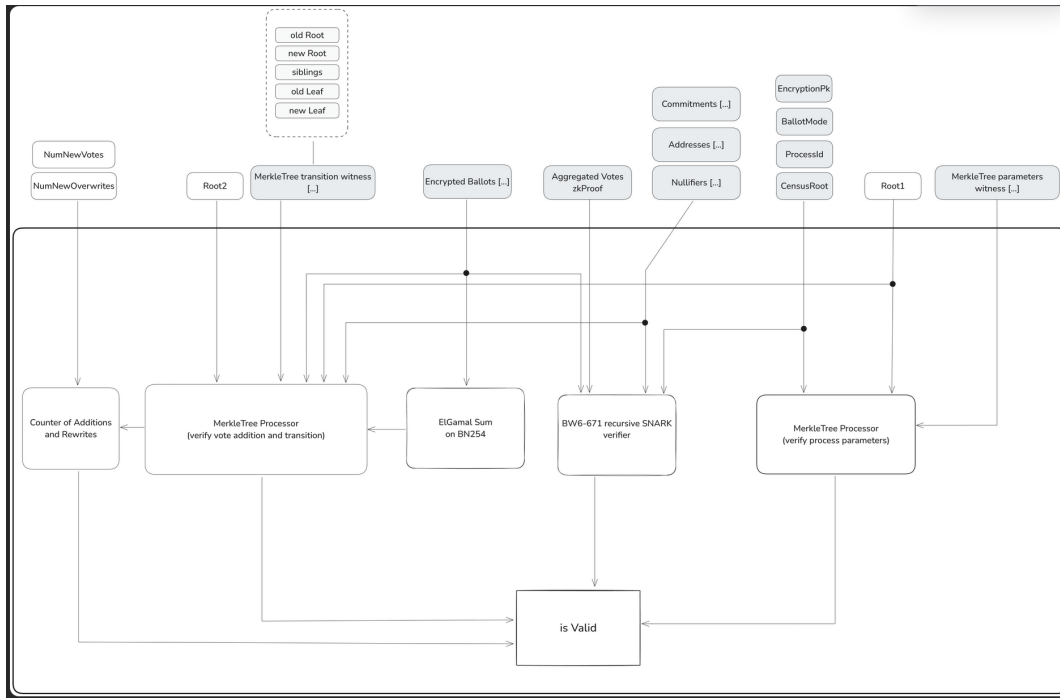 old Root
new Root
siblings
old Leaf
new Leaf
NumNewVotes
NumNewOverwrites
Root2
MerkleTree transition witness
[...]
Encrypted Ballots [...]
Aggregated Votes
zkProof
Commitments [...]
Addresses [...]
Nullifiers [...]
EncryptionPk
BallotMode
ProcessId
CensusRoot
Root1
MerkleTree parameters
witness [...]
Counter of Additions
and Rewrites
MerkleTree Processor
(verify vote addition and transition)
ElGamal Sum
on BN254
BW6-671 recursive SNARK
verifier
MerkleTree Processor
(verify process parameters)
is Valid